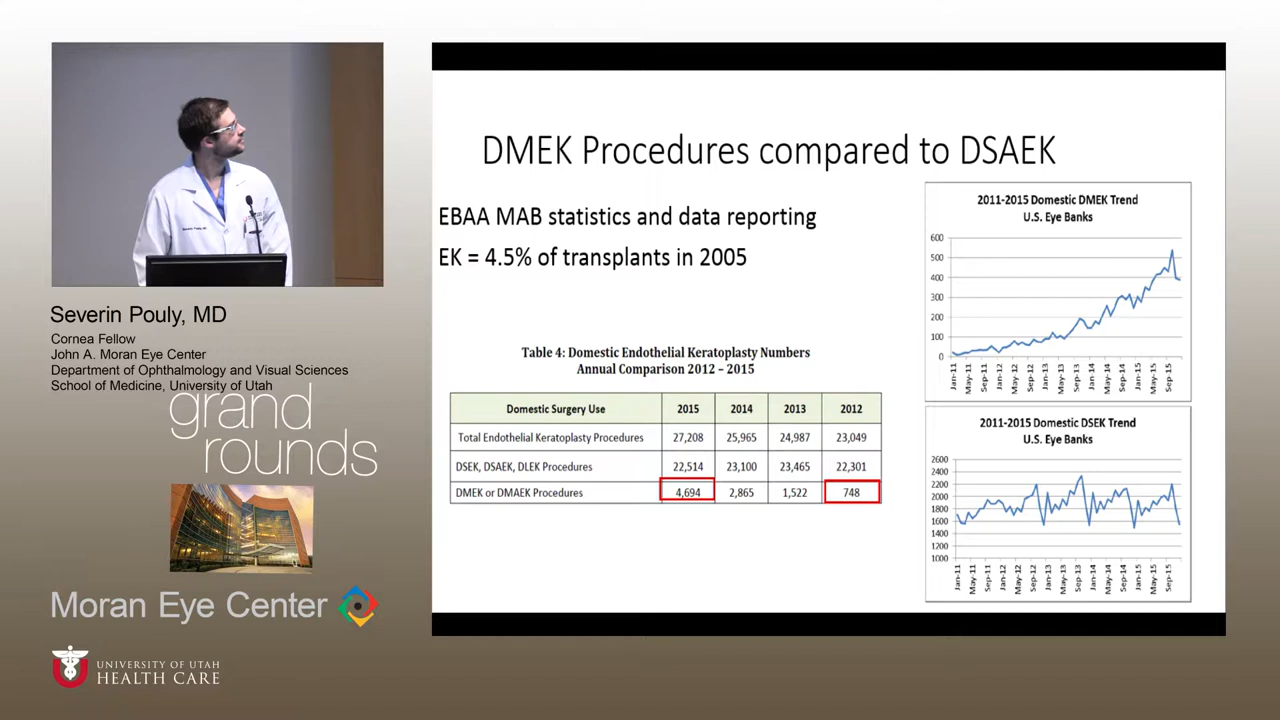 DMEK Procedures compared to DSAEK
EBAA MAB statistics and data reporting
EK = 4.5% of transplants in 2005
Table 4: Domestic Endothelial Keratoplasty Numbers
Annual Comparison 2012 – 2015
Domestic Surgery Use 2015 2014 2013 2012
Total Endothelial Keratoplasty Procedures 27,208 25,965 24,987 23,049
DSEK, DSAEK, DLEK Procedures 22,514 23,100 23,465 22,301
DMEK or DMAEK Procedures 4,694 2,865 1,522 748
2011-2015 Domestic DMEK Trend
U.S. Eye Banks
600
500
400
300
200
100
0
Jan-11 May-11 Sep-11 Jan-12 May-12 Sep-12 Jan-13 May-13 Sep-13 Jan-14 May-14 Sep-14 Jan-15 May-15 Sep-15
2011-2015 Domestic DSEK Trend
U.S. Eye Banks
2600
2400
2200
2000
1800
1600
1400
1200
1000
Jan-11 May-11 Sep-11 Jan-12 May-12 Sep-12 Jan-13 May-13 Sep-13 Jan-14 May-14 Sep-14 Jan-15 May-15 Sep-15
Severin Pouly, MD
Cornea Fellow
John A. Moran Eye Center
Department of Ophthalmology and Visual Sciences
School of Medicine, University of Utah
grand
rounds
Moran Eye Center
UNIVERSITY OF UTAH
HEALTH CARE